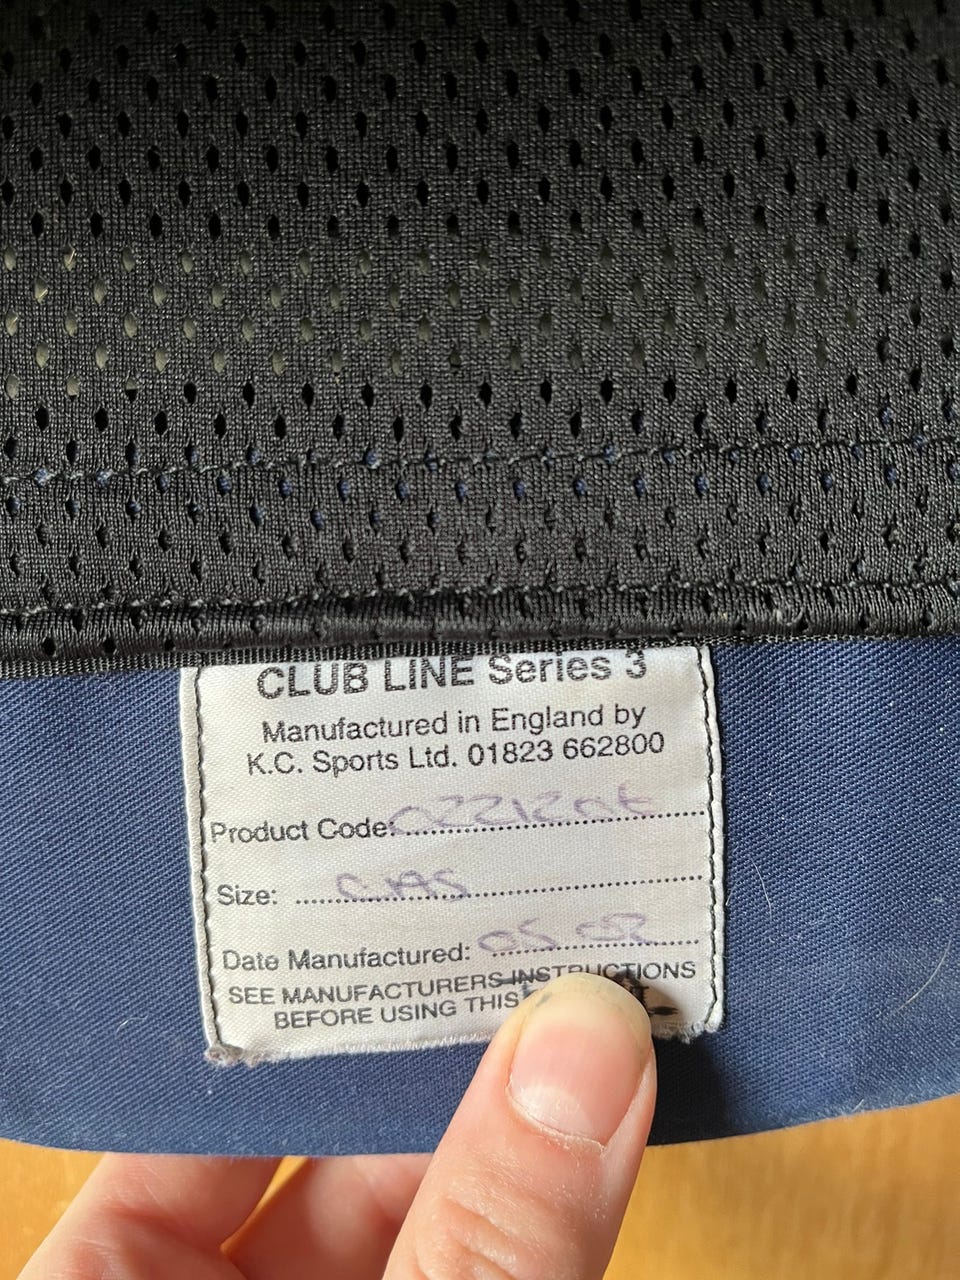 CLUB LINE Series 3
Manufactured in England by
K.C. Sports Ltd. 01823 662800
Product Code:
Size:
Date Manufactured:
SEE MANUFACTURERS INSTRUCTIONS
BEFORE USING THIS